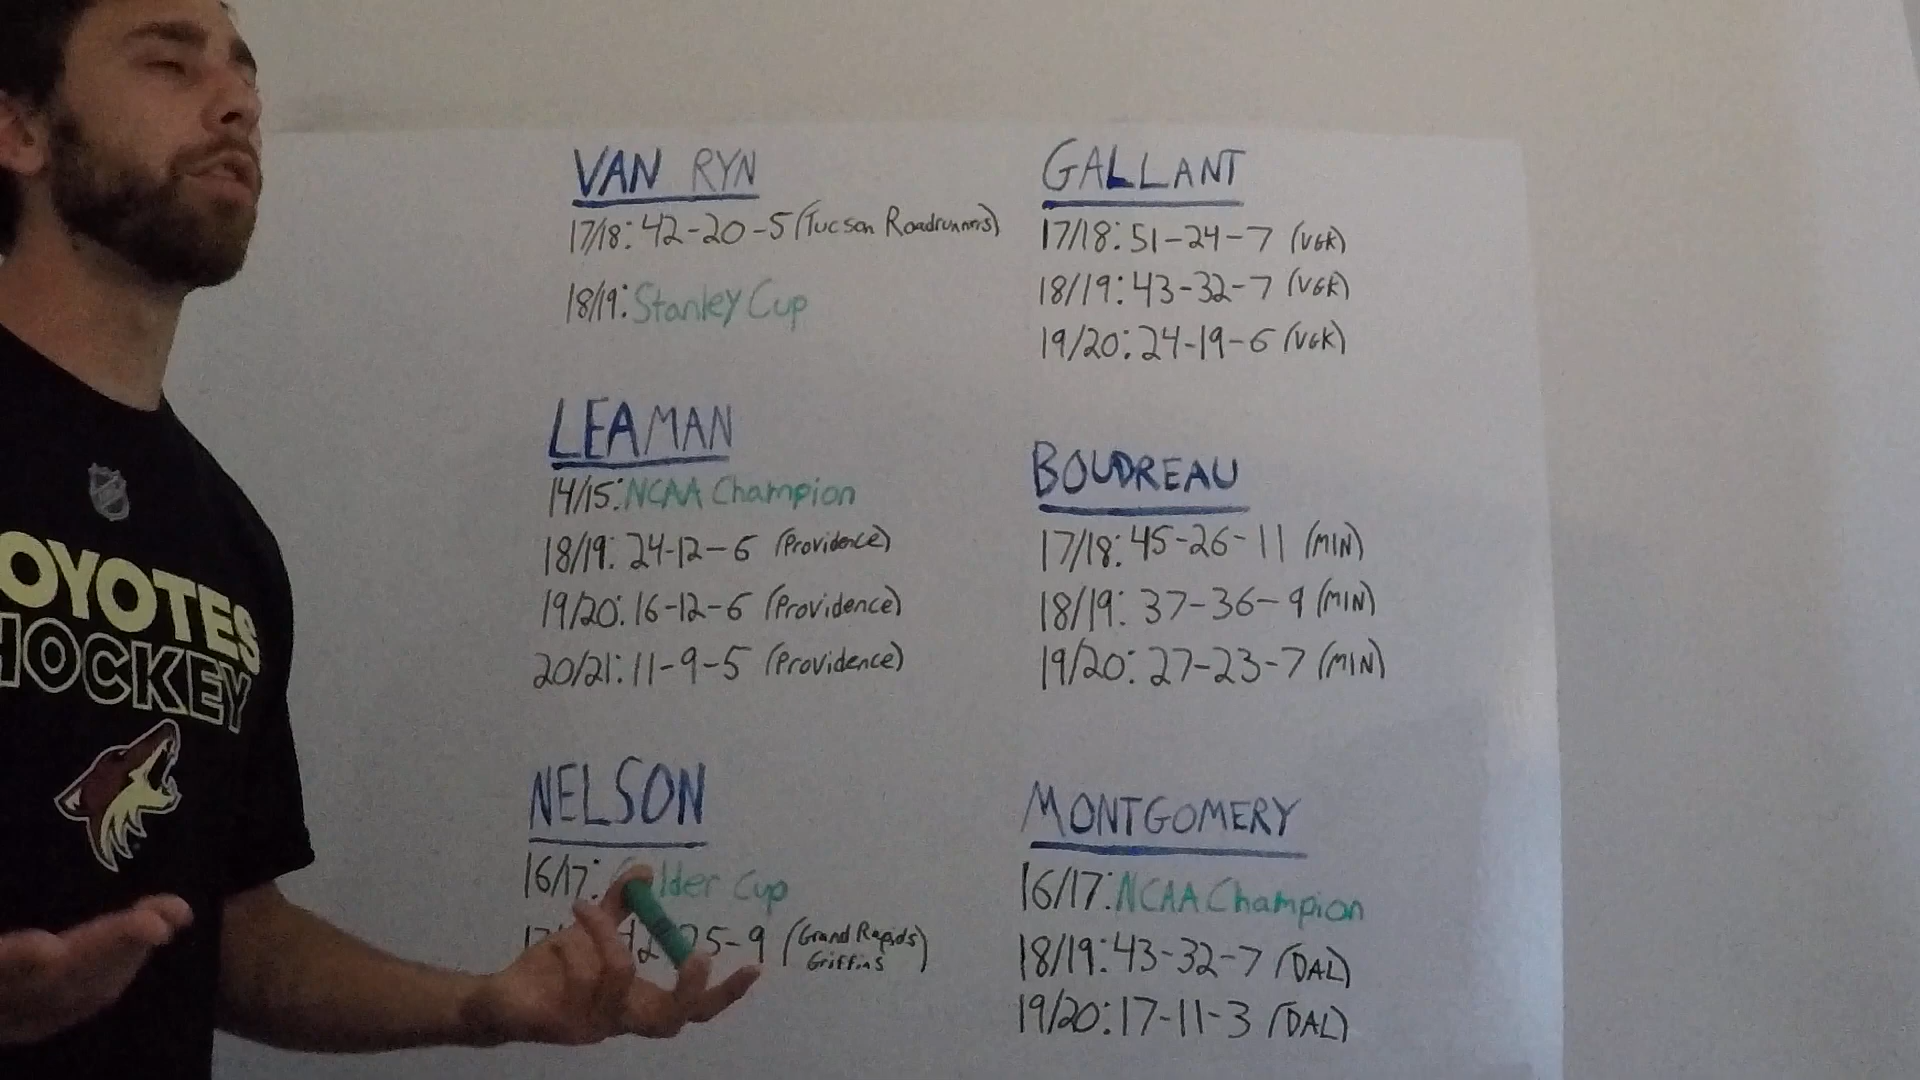 VAN RYN
17/18: 42-20-5 (Tucson Roadrunners)
18/19: Stanley Cup
LEAMAN
14/15: NCAA Champion
18/19: 24-12-6 (Providence)
19/20: 16-12-6 (Providence)
20/21: 11-9-5 (Providence)
NELSON
16/17: lder Cup
5-9 (Grand Rapids
Griffins)
GALLANT
17/18: 51-24-7 (VGK)
18/19: 43-32-7 (VGK)
19/20: 24-19-6 (VGK)
BOUDREAU
17/18: 45-26-11 (MIN)
18/19: 37-36-9 (MIN)
19/20: 27-23-7 (MIN)
MONTGOMERY
16/17: NCAA Champion
18/19: 43-32-7 (DAL)
19/20: 17-11-3 (DAL)
OYOTES
HOCKEY